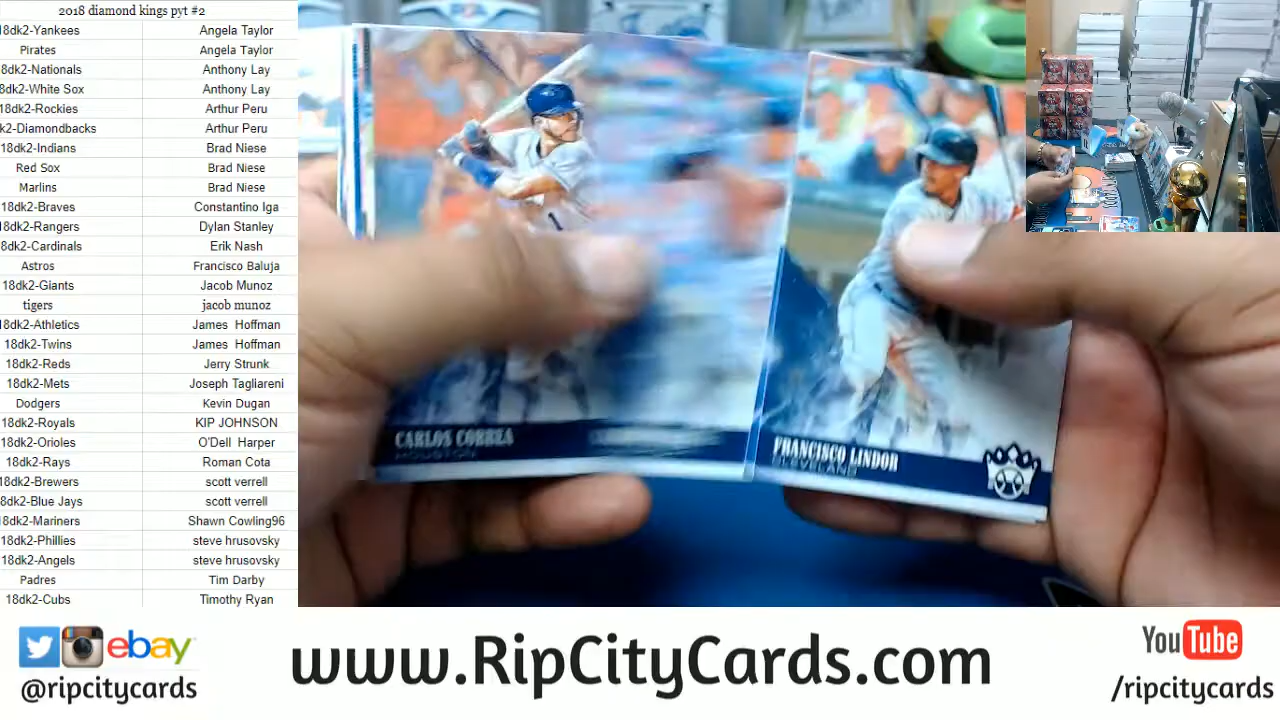 2018 diamond kings pyt #2
18dk2-Yankees Angela Taylor
Pirates Angela Taylor
8dk2-Nationals Anthony Lay
8dk2-White Sox Anthony Lay
18dk2-Rockies Arthur Peru
k2-Diamondbacks Arthur Peru
18dk2-Indians Brad Niese
Red Sox Brad Niese
Marlins Brad Niese
18dk2-Braves Constantino Iga
18dk2-Rangers Dylan Stanley
8dk2-Cardinals Erik Nash
Astros Francisco Baluja
18dk2-Giants Jacob Munoz
tigers jacob munoz
18dk2-Athletics James Hoffman
18dk2-Twins James Hoffman
18dk2-Reds Jerry Strunk
18dk2-Mets Joseph Tagliareni
Dodgers Kevin Dugan
18dk2-Royals KIP JOHNSON
18dk2-Orioles O'Dell Harper
18dk2-Rays Roman Cota
8dk2-Brewers scott verrell
8dk2-Blue Jays scott verrell
8dk2-Mariners Shawn Cowling96
18dk2-Phillies steve hrusovsky
18dk2-Angels steve hrusovsky
Padres Tim Darby
18dk2-Cubs Timothy Ryan
CARLOS CORREA
HOUSTON
FRANCISCO LINDOR
CLEVELAND
ebay
@ripcitycards
www.RipCityCards.com
YouTube
/ripcitycards